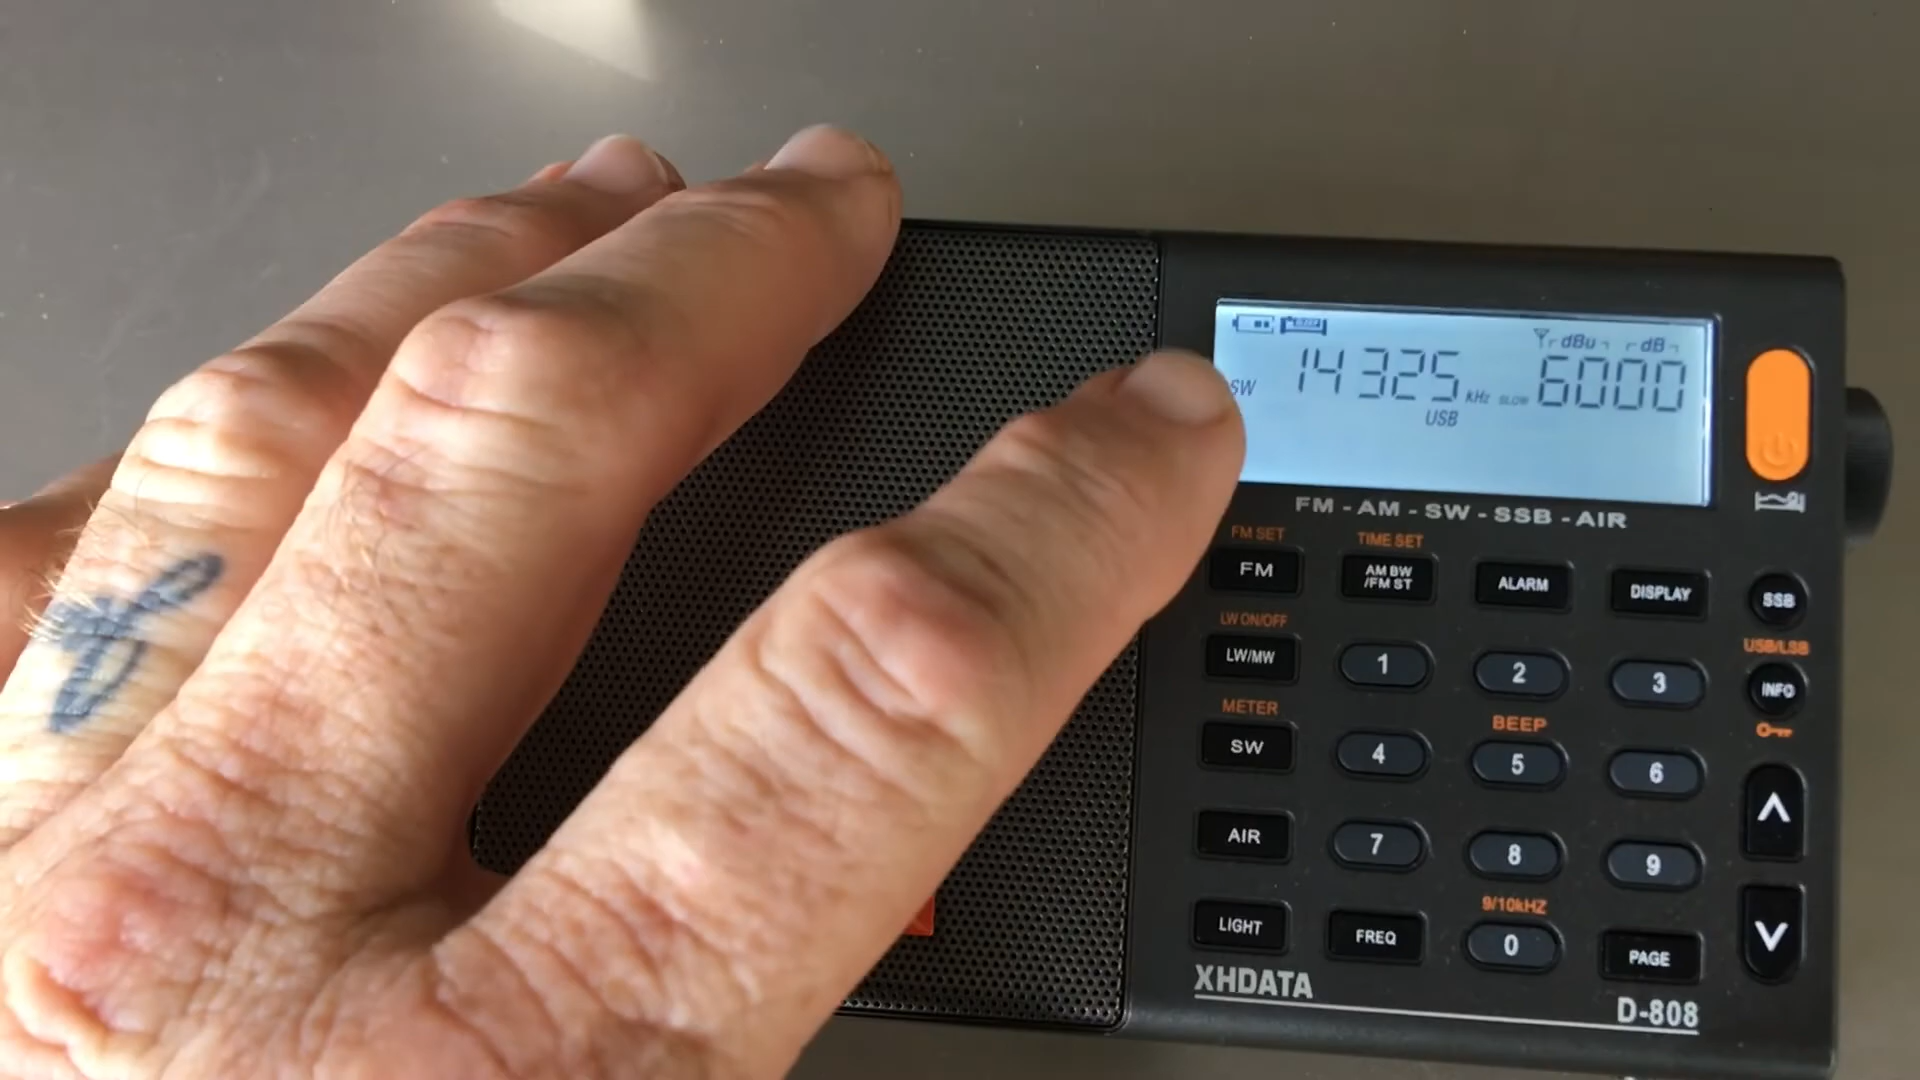 SLEEP
dBu dB
SW 14325 kHz SLOW 6000
USB
FM - AM - SW - SSB - AIR
FM SET TIME SET
FM AM BW /FM ST ALARM DISPLAY SSB
LW ON/OFF USB/LSB
LW/MW 1 2 3 INFO
METER BEEP
SW 4 5 6
AIR 7 8 9
9/10kHZ
LIGHT FREQ 0 PAGE
XHDATA
D-808